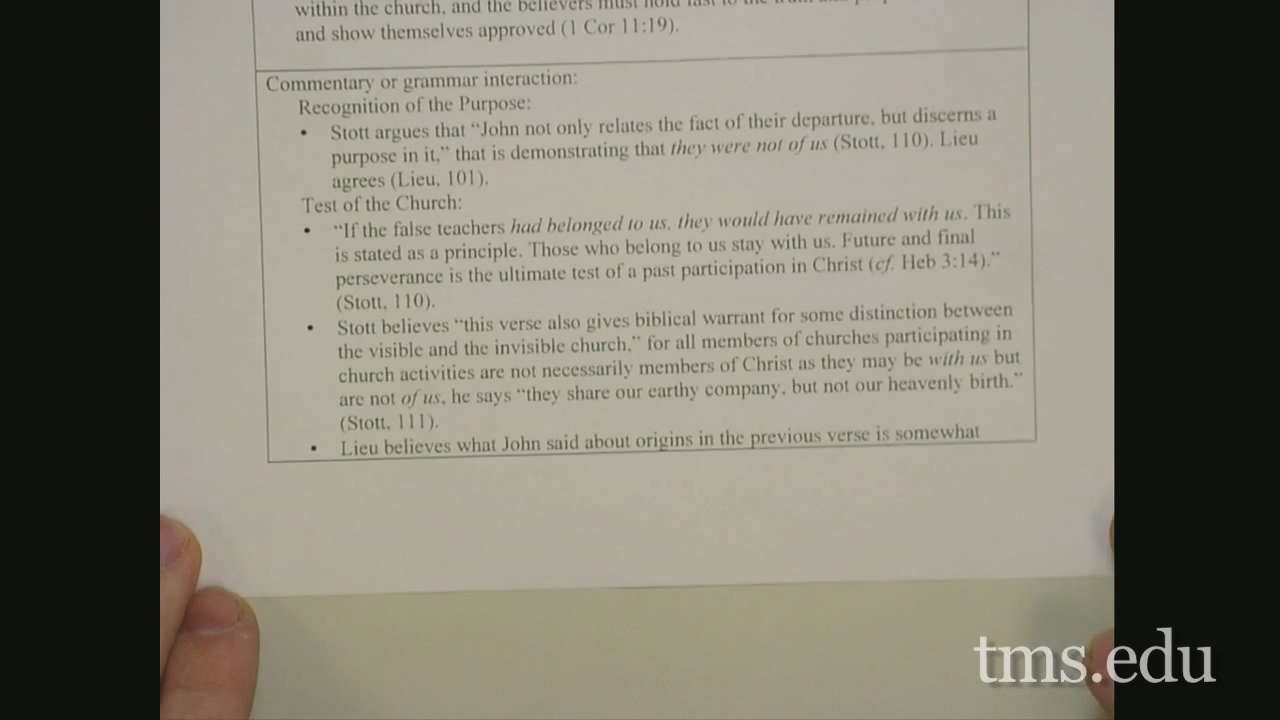 within the church, and the believers must hold fast to the truth and
and show themselves approved (1 Cor 11:19).
Commentary or grammar interaction:
Recognition of the Purpose:
• Stott argues that “John not only relates the fact of their departure, but discerns a
purpose in it,” that is demonstrating that they were not of us (Stott, 110). Lieu
agrees (Lieu, 101).
Test of the Church:
• “If the false teachers had belonged to us, they would have remained with us. This
is stated as a principle. Those who belong to us stay with us. Future and final
perseverance is the ultimate test of a past participation in Christ (cf. Heb 3:14).”
(Stott, 110).
• Stott believes “this verse also gives biblical warrant for some distinction between
the visible and the invisible church,” for all members of churches participating in
church activities are not necessarily members of Christ as they may be with us but
are not of us, he says “they share our earthy company, but not our heavenly birth.”
(Stott, 111).
• Lieu believes what John said about origins in the previous verse is somewhat
tms.edu